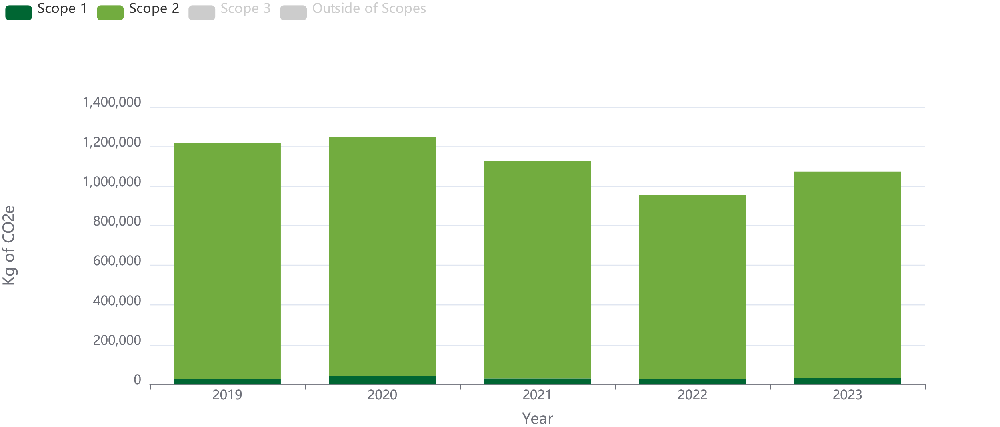 Scope 1 Scope 2 Scope 3 Outside of Scopes
1,400,000
1,200,000
1,000,000
800,000
600,000
400,000
200,000
0
Kg of CO2e
2019 2020 2021 2022 2023
Year